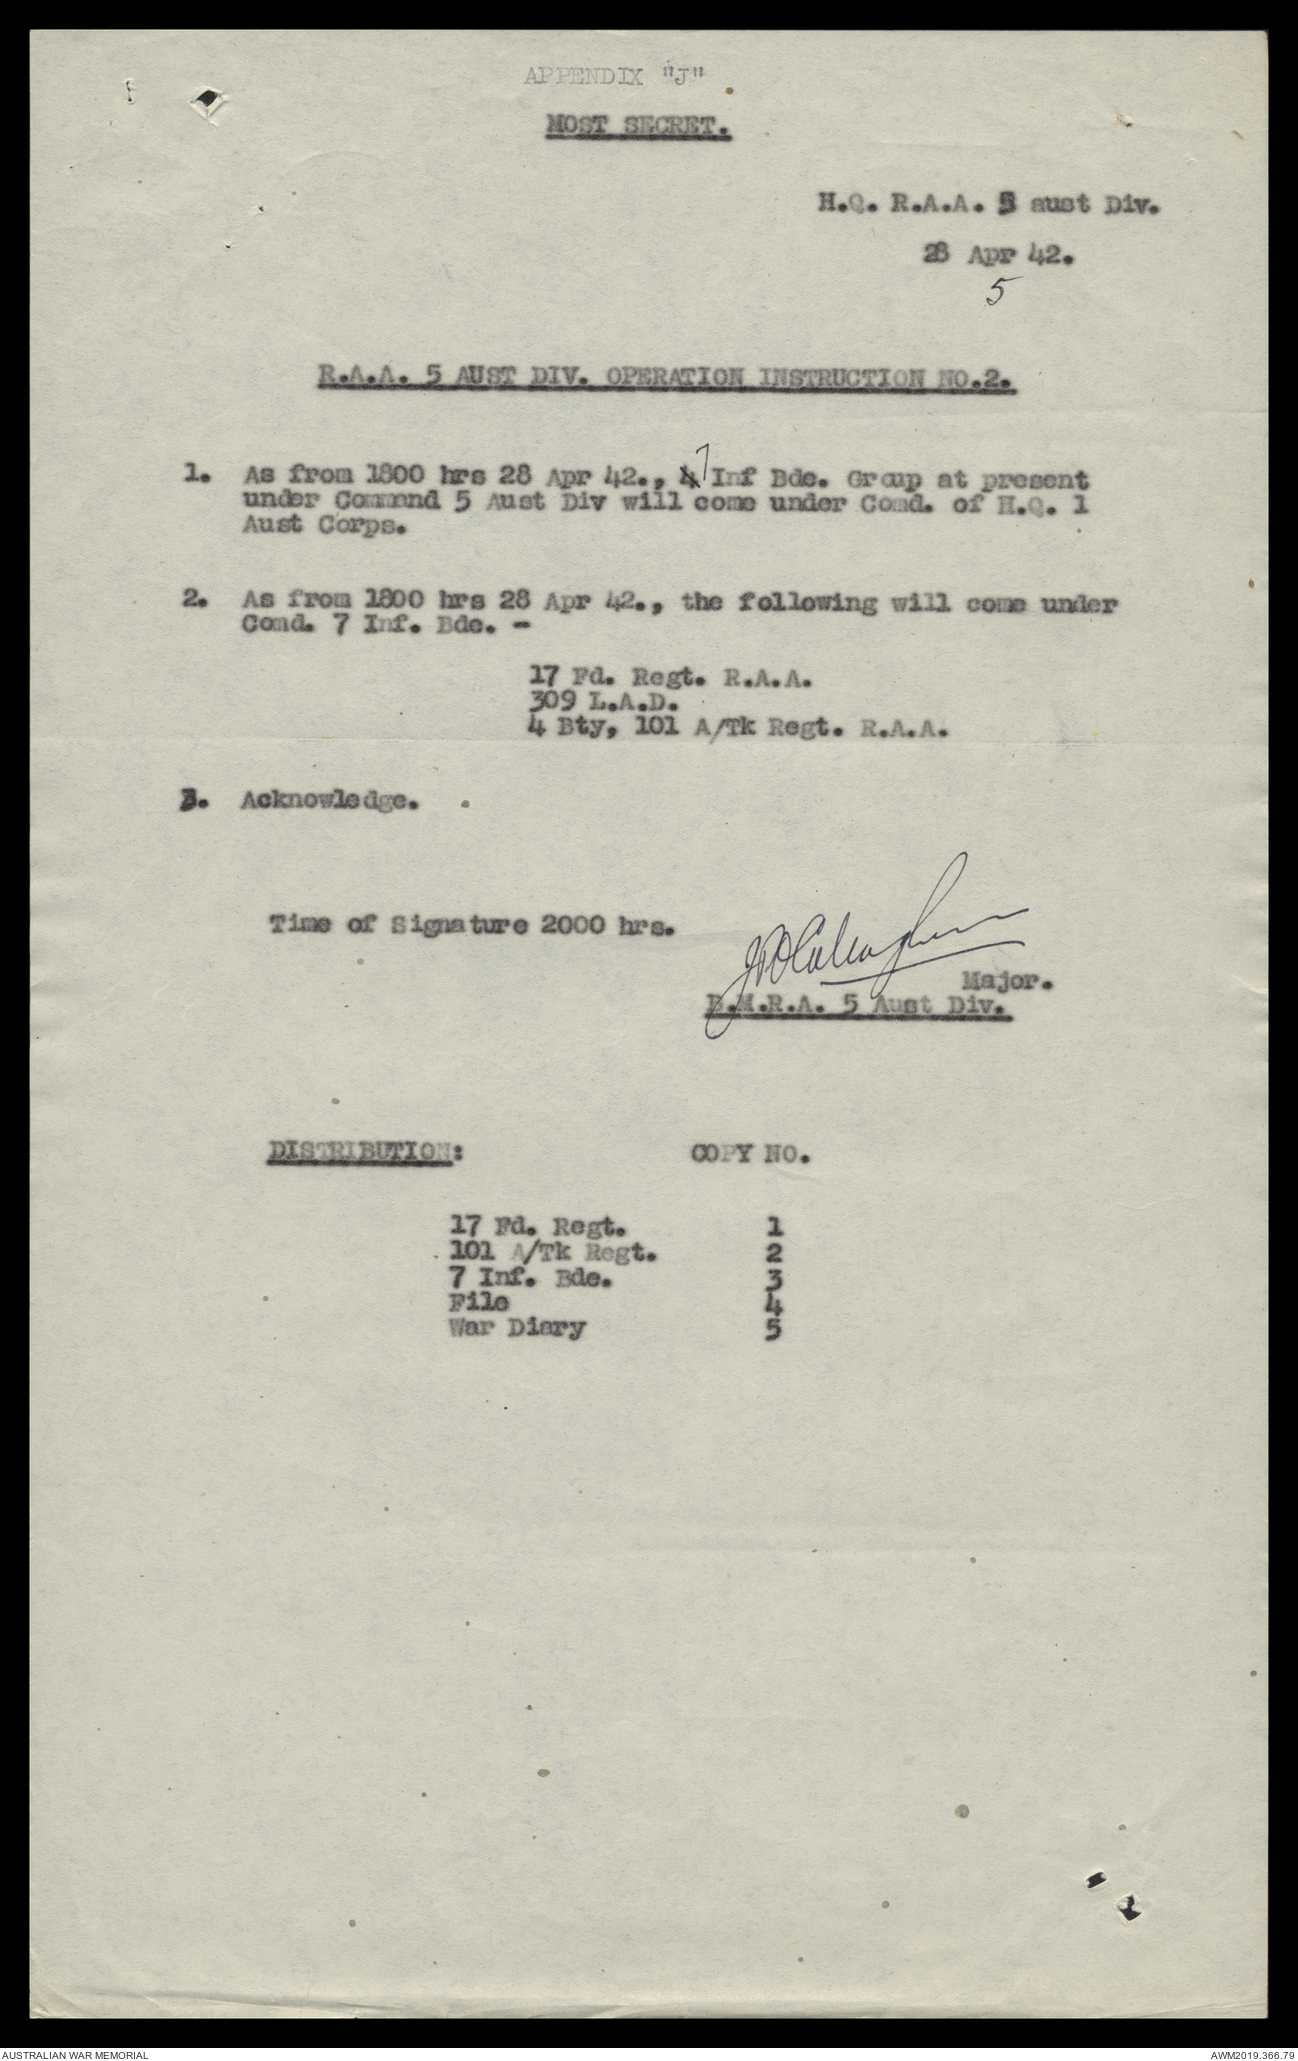 APPENDIX "J"
MOST SECRET.
H.Q. R.A.A. 5 aust Div.
28 Apr 42.
5
R.A.A. 5 AUST DIV. OPERATION INSTRUCTION NO.2.
1. As from 1800 hrs 28 Apr 42., 4 7 Inf Bde. Group at present
under Command 5 Aust Div will come under Comd. of H.Q. 1
Aust Corps.
2. As from 1800 hrs 28 Apr 42., the following will come under
Comd. 7 Inf. Bde. -
17 Fd. Regt. R.A.A.
309 L.A.D.
4 Bty, 101 A/Tk Regt. R.A.A.
3. Acknowledge.
Time of Signature 2000 hrs.
Major.
B.M.R.A. 5 Aust Div.
DISTRIBUTION: COPY NO.
17 Fd. Regt. 1
101 A/Tk Regt. 2
7 Inf. Bde. 3
File 4
War Diary 5
AUSTRALIAN WAR MEMORIAL AWM2019.366.79